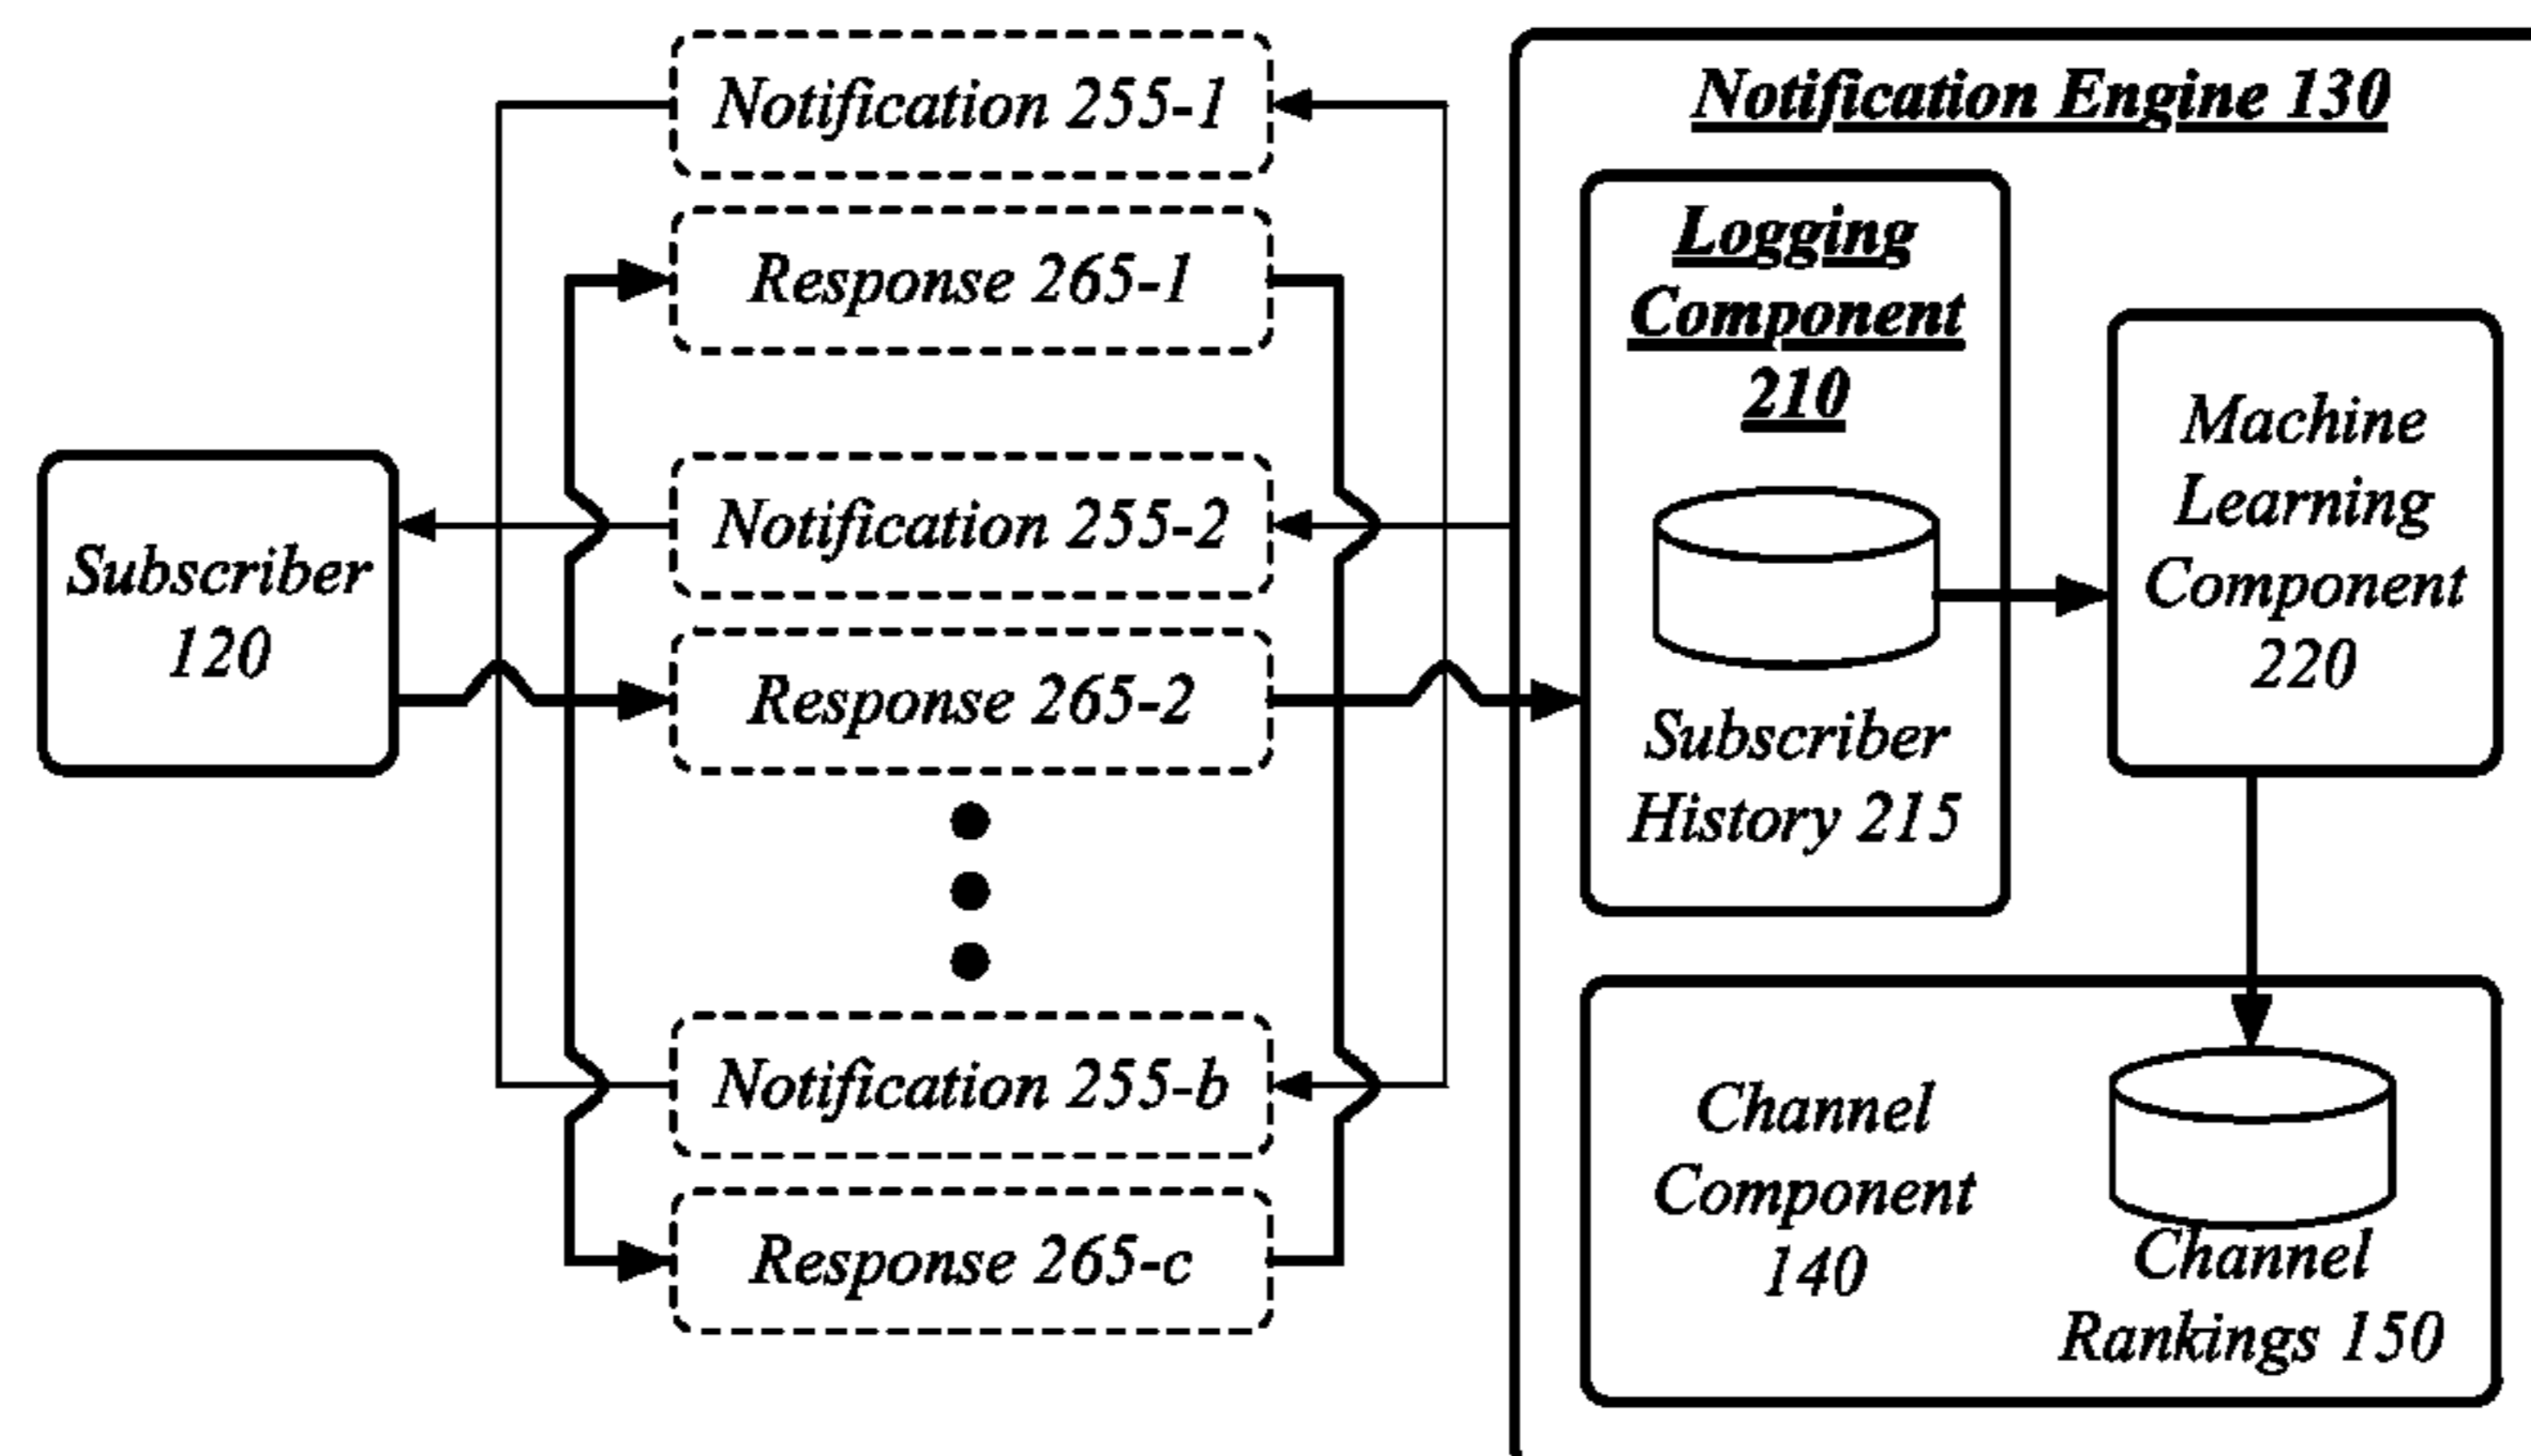 Notification 255-1
Response 265-1
Notification 255-2
Response 265-2
Notification 255-b
Response 265-c
Subscriber
120
Notification Engine 130
Logging
Component
210
Subscriber
History 215
Machine
Learning
Component
220
Channel
Component
140
Channel
Rankings 150